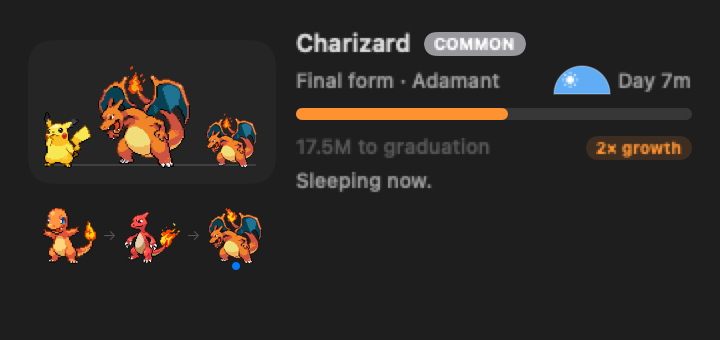 Charizard COMMON
Final form · Adamant Day 7m
17.5M to graduation 2× growth
Sleeping now.